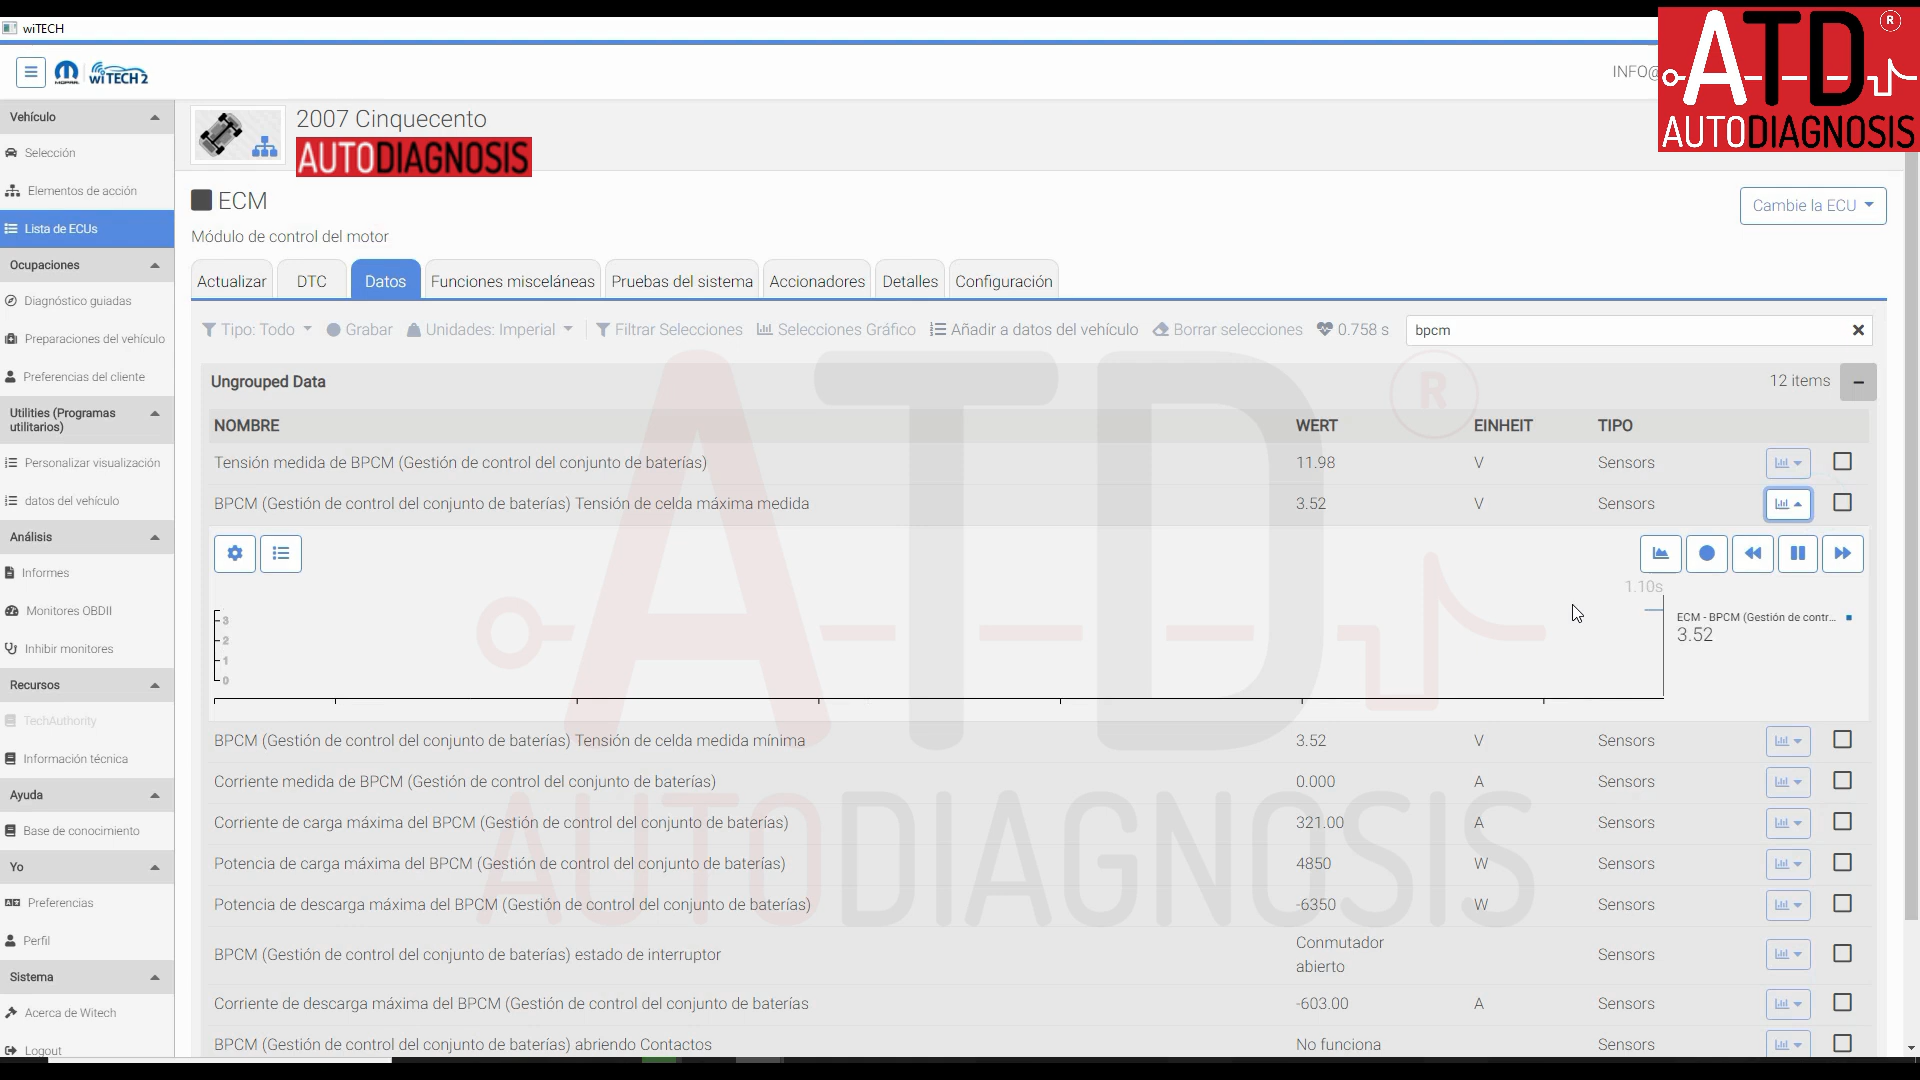 wiTECH
MOPAR
wiTECH 2
INFO@
ATD
®
AUTODIAGNOSIS
Vehículo
Selección
Elementos de acción
Lista de ECUs
Ocupaciones
Diagnóstico guiadas
Preparaciones del vehículo
Preferencias del cliente
Utilities (Programas
utilitarios)
Personalizar visualización
datos del vehículo
Análisis
Informes
Monitores OBDII
Inhibir monitores
Recursos
TechAuthority
Información técnica
Ayuda
Base de conocimiento
Yo
Preferencias
Perfil
Sistema
Acerca de Witech
Logout
2007 Cinquecento
AUTODIAGNOSIS
ECM
Cambie la ECU
Módulo de control del motor
Actualizar DTC Datos Funciones misceláneas Pruebas del sistema Accionadores Detalles Configuración
Tipo: Todo Grabar Unidades: Imperial Filtrar Selecciones Selecciones Gráfico Añadir a datos del vehículo Borrar selecciones 0.758 s bpcm
Ungrouped Data 12 items
NOMBRE WERT EINHEIT TIPO
Tensión medida de BPCM (Gestión de control del conjunto de baterías) 11.98 V Sensors
BPCM (Gestión de control del conjunto de baterías) Tensión de celda máxima medida 3.52 V Sensors
1.10s
3
2
1
0
ECM - BPCM (Gestión de contr...
3.52
BPCM (Gestión de control del conjunto de baterías) Tensión de celda medida mínima 3.52 V Sensors
Corriente medida de BPCM (Gestión de control del conjunto de baterías) 0.000 A Sensors
Corriente de carga máxima del BPCM (Gestión de control del conjunto de baterías) 321.00 A Sensors
Potencia de carga máxima del BPCM (Gestión de control del conjunto de baterías) 4850 W Sensors
Potencia de descarga máxima del BPCM (Gestión de control del conjunto de baterías) -6350 W Sensors
BPCM (Gestión de control del conjunto de baterías) estado de interruptor Conmutador abierto Sensors
Corriente de descarga máxima del BPCM (Gestión de control del conjunto de baterías -603.00 A Sensors
BPCM (Gestión de control del conjunto de baterías) abriendo Contactos No funciona Sensors
ATD
®
AUTODIAGNOSIS